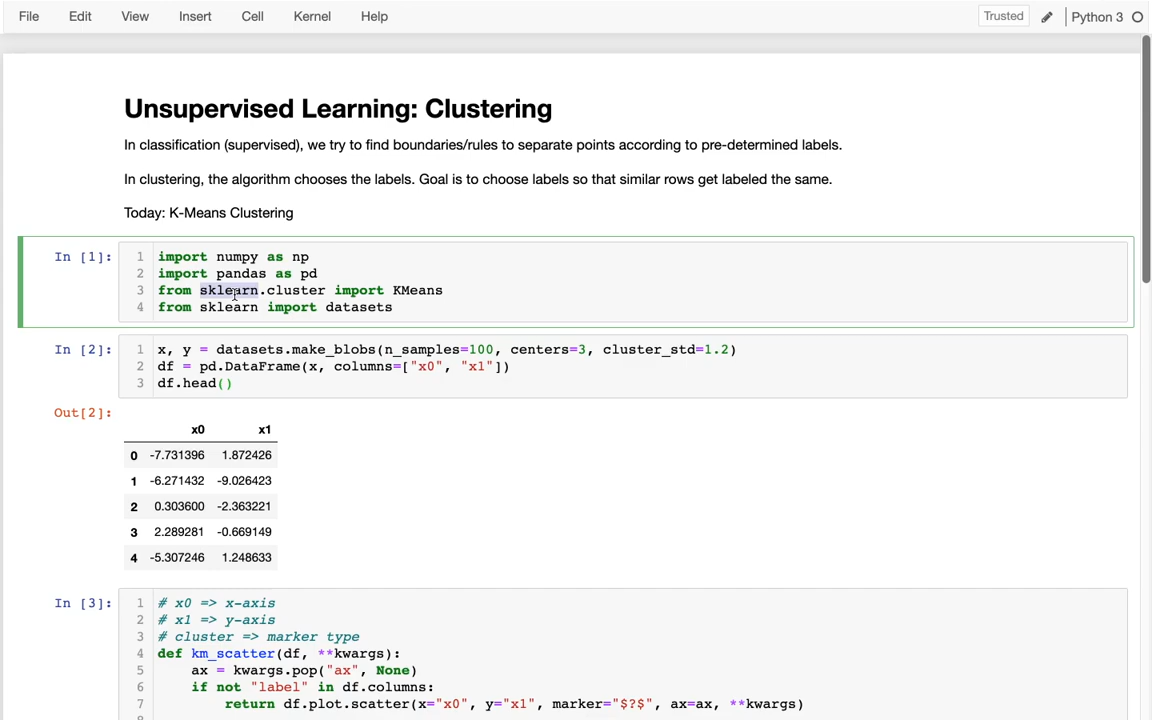 File Edit View Insert Cell Kernel Help Trusted Python 3
Unsupervised Learning: Clustering
In classification (supervised), we try to find boundaries/rules to separate points according to pre-determined labels.
In clustering, the algorithm chooses the labels. Goal is to choose labels so that similar rows get labeled the same.
Today: K-Means Clustering
In [1]: 1 import numpy as np
2 import pandas as pd
3 from sklearn.cluster import KMeans
4 from sklearn import datasets
In [2]: 1 x, y = datasets.make_blobs(n_samples=100, centers=3, cluster_std=1.2)
2 df = pd.DataFrame(x, columns=["x0", "x1"])
3 df.head()
Out[2]:
x0 x1
0 -7.731396 1.872426
1 -6.271432 -9.026423
2 0.303600 -2.363221
3 2.289281 -0.669149
4 -5.307246 1.248633
In [3]: 1 # x0 => x-axis
2 # x1 => y-axis
3 # cluster => marker type
4 def km_scatter(df, **kwargs):
5 ax = kwargs.pop("ax", None)
6 if not "label" in df.columns:
7 return df.plot.scatter(x="x0", y="x1", marker="$?$", ax=ax, **kwargs)